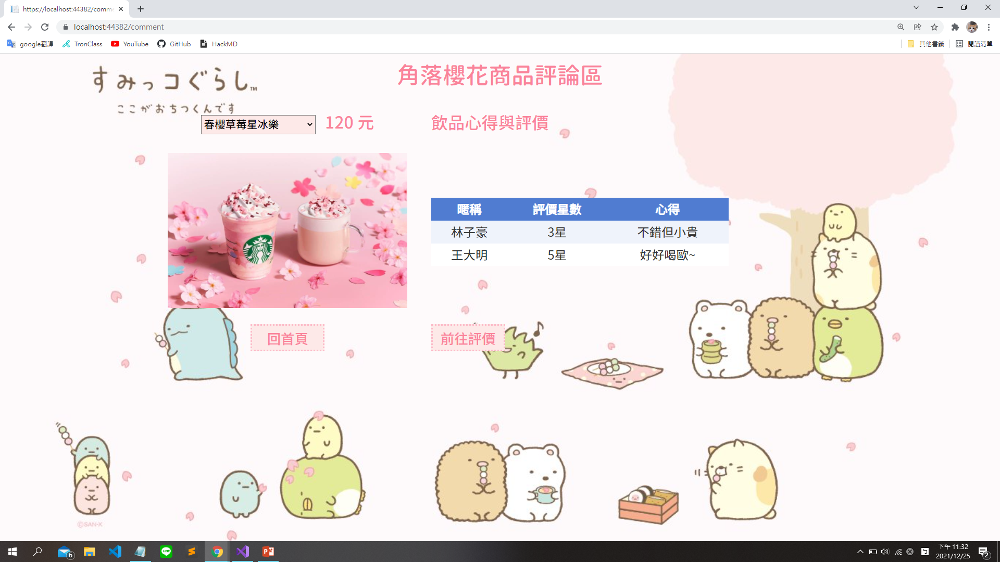 https://localhost:44382/comme
localhost:44382/comment
google翻譯
TronClass
YouTube
GitHub
HackMD
其他書籤
閱讀清單
すみっコぐらし™
ここがおちつくんです
角落櫻花商品評論區
春櫻草莓星冰樂
120 元
飲品心得與評價
暱稱 評價星數 心得
林子豪 3星 不錯但小貴
王大明 5星 好好喝歐~
回首頁
前往評價
©SAN-X
6
LINE
ㄅ
下午 11:32
2021/12/25
2